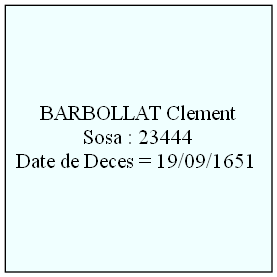 BARBOLLAT Clement
Sosa : 23444
Date de Deces = 19/09/1651